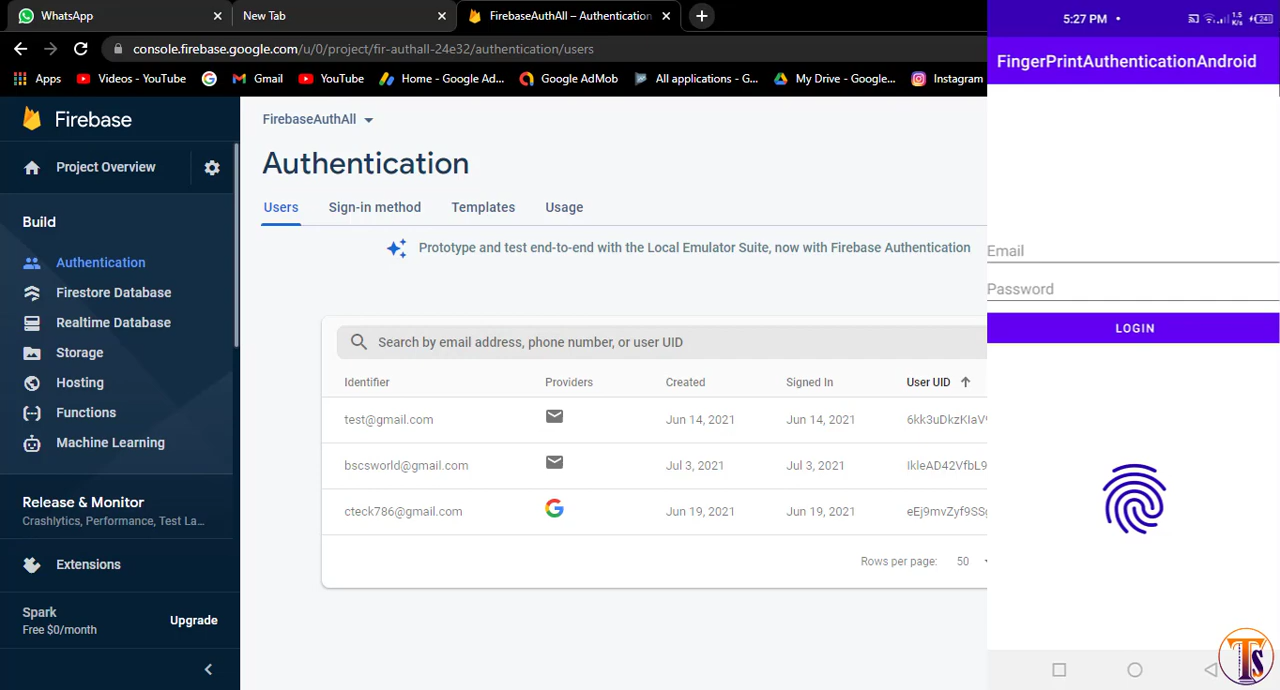 WhatsApp
New Tab
FirebaseAuthAll – Authentication
console.firebase.google.com/u/0/project/fir-authall-24e32/authentication/users
Apps
Videos - YouTube
Gmail
YouTube
Home - Google Ad...
Google AdMob
All applications - G...
My Drive - Google...
Instagram
Firebase
Project Overview
Build
Authentication
Firestore Database
Realtime Database
Storage
Hosting
Functions
Machine Learning
Release & Monitor
Crashlytics, Performance, Test La...
Extensions
Spark
Free $0/month
Upgrade
FirebaseAuthAll
Authentication
Users Sign-in method Templates Usage
Prototype and test end-to-end with the Local Emulator Suite, now with Firebase Authentication
Search by email address, phone number, or user UID
Identifier Providers Created Signed In User UID
test@gmail.com Jun 14, 2021 Jun 14, 2021
bscsworld@gmail.com Jul 3, 2021 Jul 3, 2021
cteck786@gmail.com Jun 19, 2021 Jun 19, 2021
Rows per page: 50
5:27 PM
1.5 K/s
24
FingerPrintAuthenticationAndroid
Email
Password
LOGIN
TS